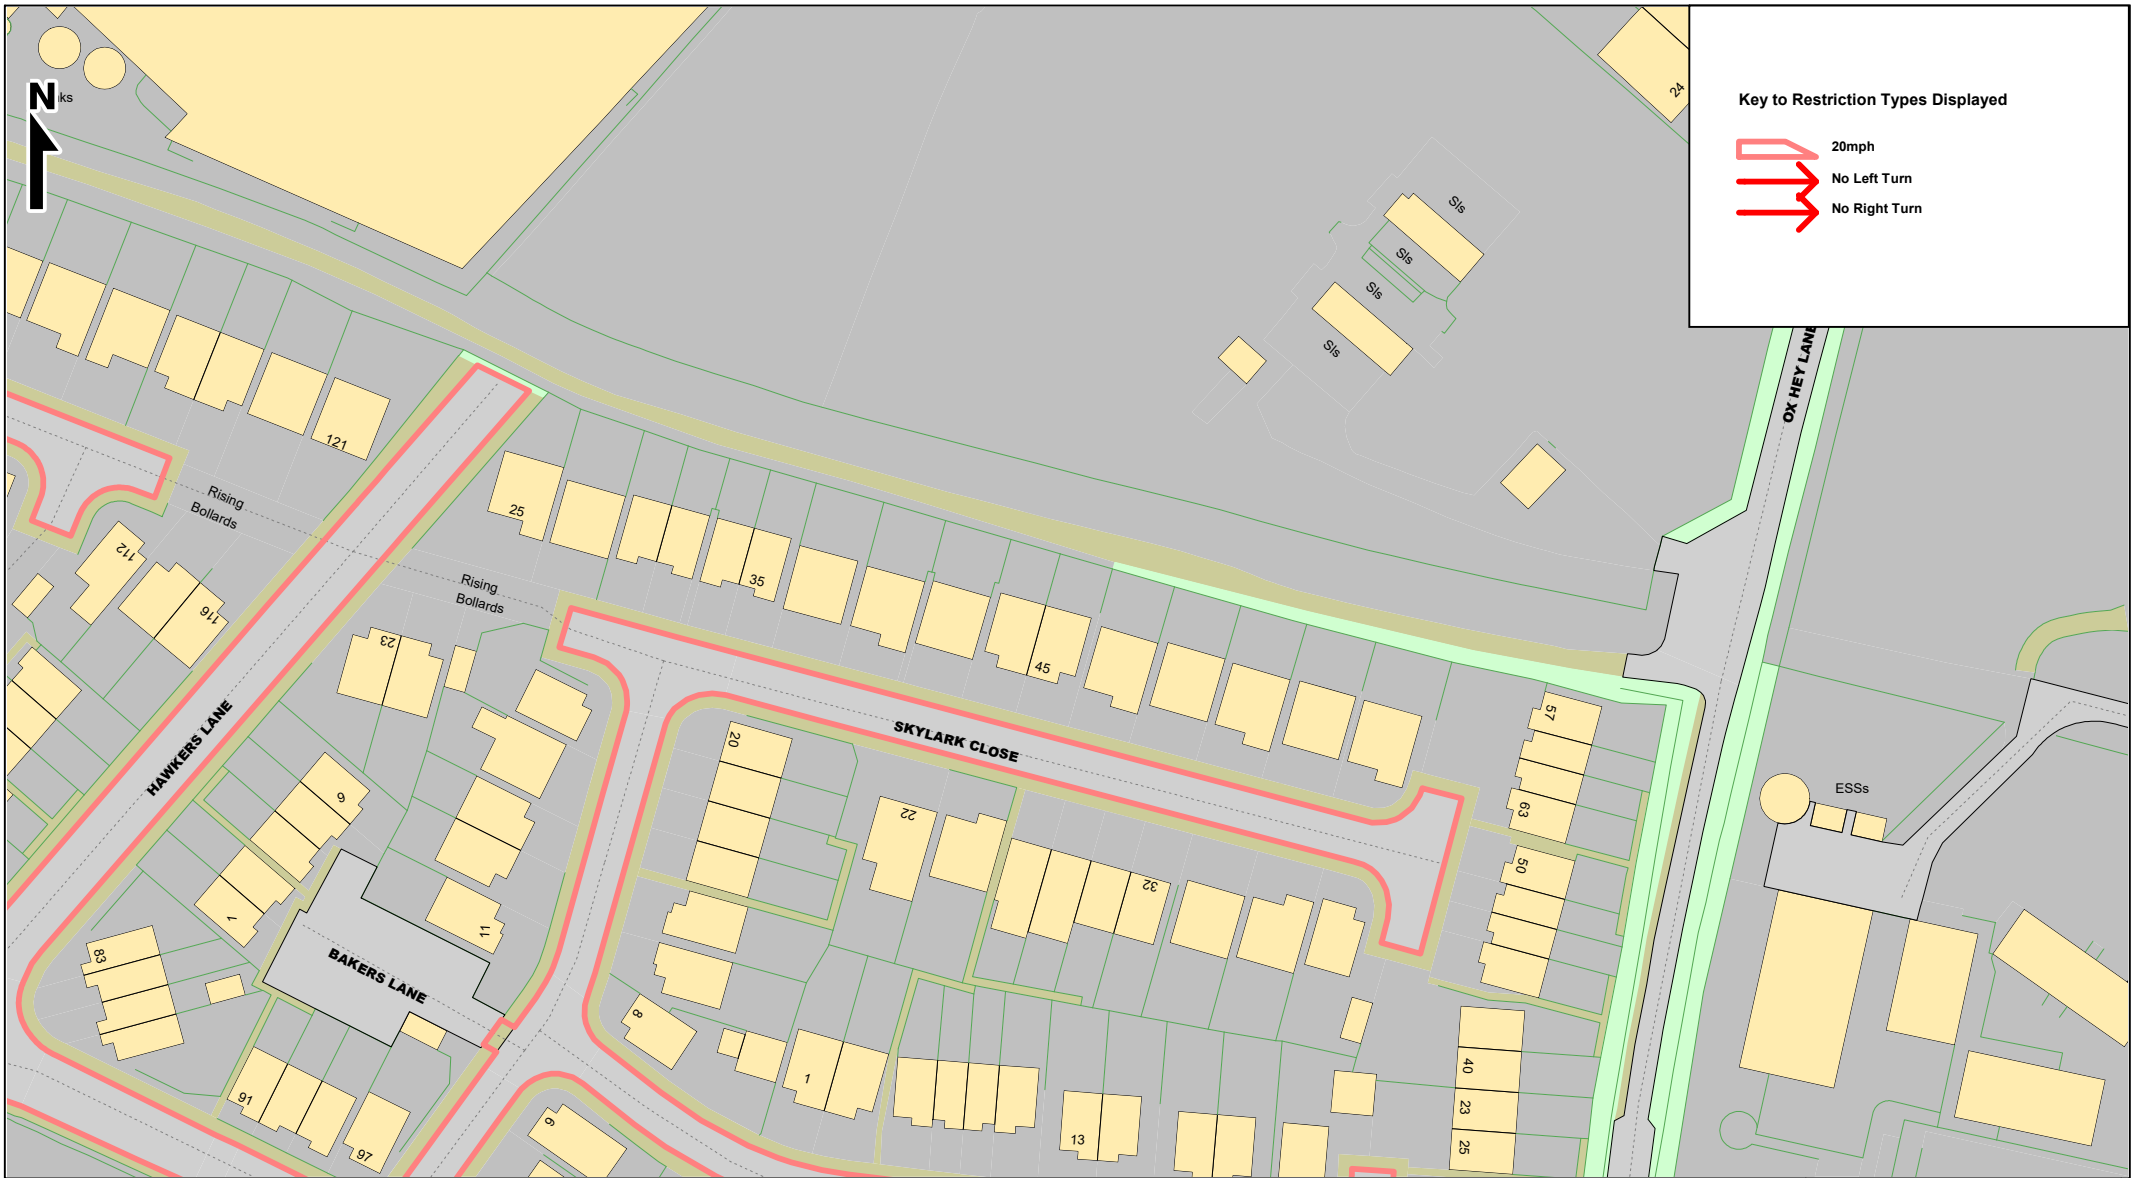 N
Key to Restriction Types Displayed
20mph
No Left Turn
No Right Turn
24
Sls
Sls
Sls
Sls
OX HEY LANE
121
Rising
Bollards
25
112
116
Rising
Bollards
35
23
45
HAWKERS LANE
SKYLARK CLOSE
20
57
63
ESSs
22
9
32
50
11
83
BAKERS LANE
8
1
40
91
97
13
23
25